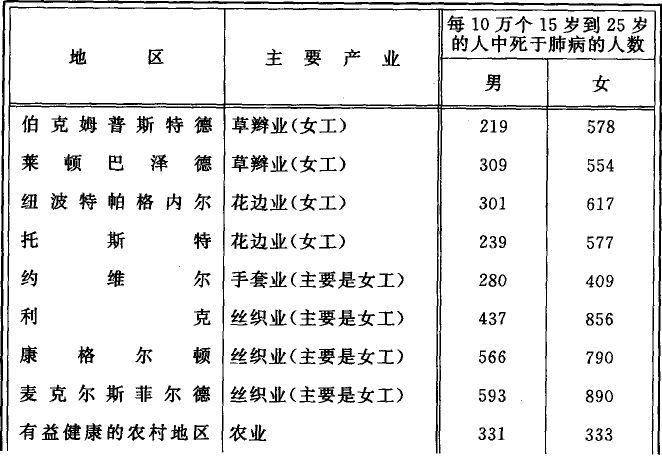 地区 主要产业 每10万个15岁到25岁的人中死于肺病的人数
男 女
伯克姆普斯特德 草辫业(女工) 219 578
莱顿巴泽德 草辫业(女工) 309 554
纽波特帕格内尔 花边业(女工) 301 617
托斯特 花边业(女工) 239 577
约维尔 手套业(主要是女工) 280 409
利克 丝织业(主要是女工) 437 856
康格尔顿 丝织业(主要是女工) 566 790
麦克尔斯菲尔德 丝织业(主要是女工) 593 890
有益健康的农村地区 农业 331 333